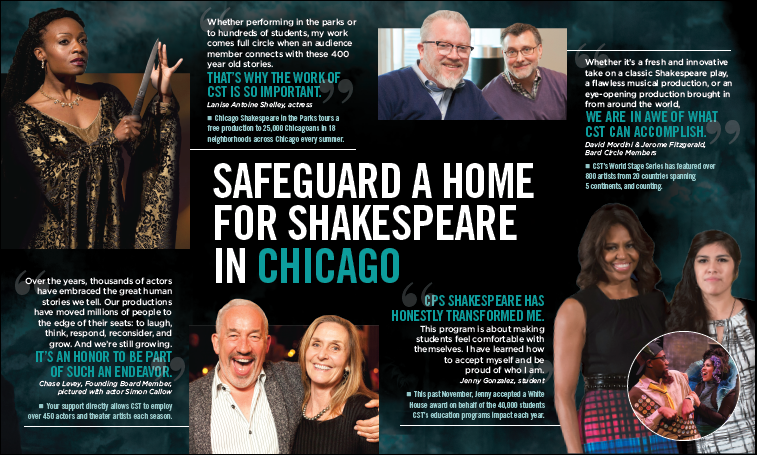 Whether performing in the parks or
to hundreds of students, my work
comes full circle when an audience
member connects with these 400
year old stories.
THAT'S WHY THE WORK OF
CST IS SO IMPORTANT.
Lanise Antoine Shelley, actress
■ Chicago Shakespeare in the Parks tours a
free production to 25,000 Chicagoans in 18
neighborhoods across Chicago every summer.
Whether it's a fresh and innovative
take on a classic Shakespeare play,
a flawless musical production, or an
eye-opening production brought in
from around the world,
WE ARE IN AWE OF WHAT
CST CAN ACCOMPLISH.
David Mordini & Jerome Fitzgerald,
Bard Circle Members
■ CST's World Stage Series has featured over
800 artists from 20 countries spanning
5 continents, and counting.
SAFEGUARD A HOME
FOR SHAKESPEARE
IN CHICAGO
Over the years, thousands of actors
have embraced the great human
stories we tell. Our productions
have moved millions of people to
the edge of their seats: to laugh,
think, respond, reconsider, and
grow. And we're still growing.
IT'S AN HONOR TO BE PART
OF SUCH AN ENDEAVOR.
Chase Levey, Founding Board Member,
pictured with actor Simon Callow
■ Your support directly allows CST to employ
over 450 actors and theater artists each season.
CPS SHAKESPEARE HAS
HONESTLY TRANSFORMED ME.
This program is about making
students feel comfortable with
themselves. I have learned how
to accept myself and be
proud of who I am.
Jenny Gonzalez, student
■ This past November, Jenny accepted a White
House award on behalf of the 40,000 students
CST's education programs impact each year.